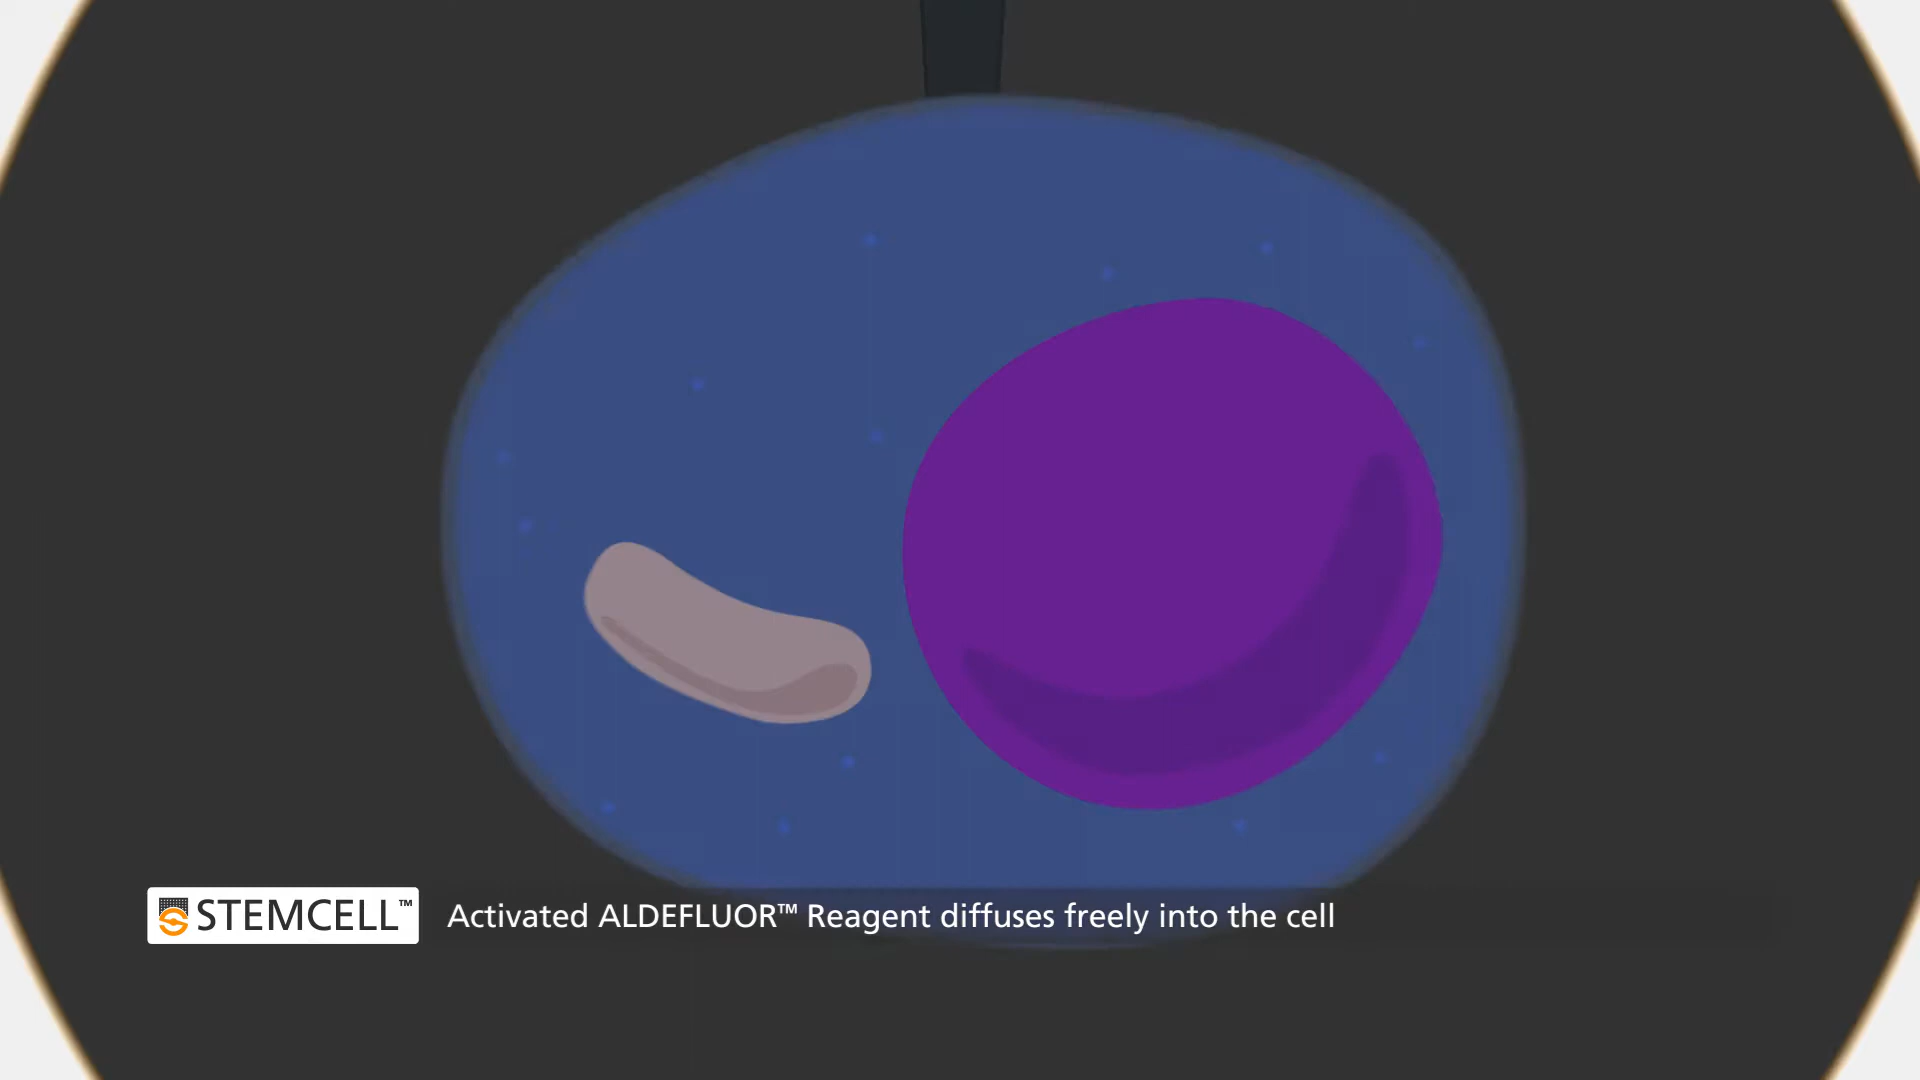 STEMCELL™ Activated ALDEFLUOR™ Reagent diffuses freely into the cell